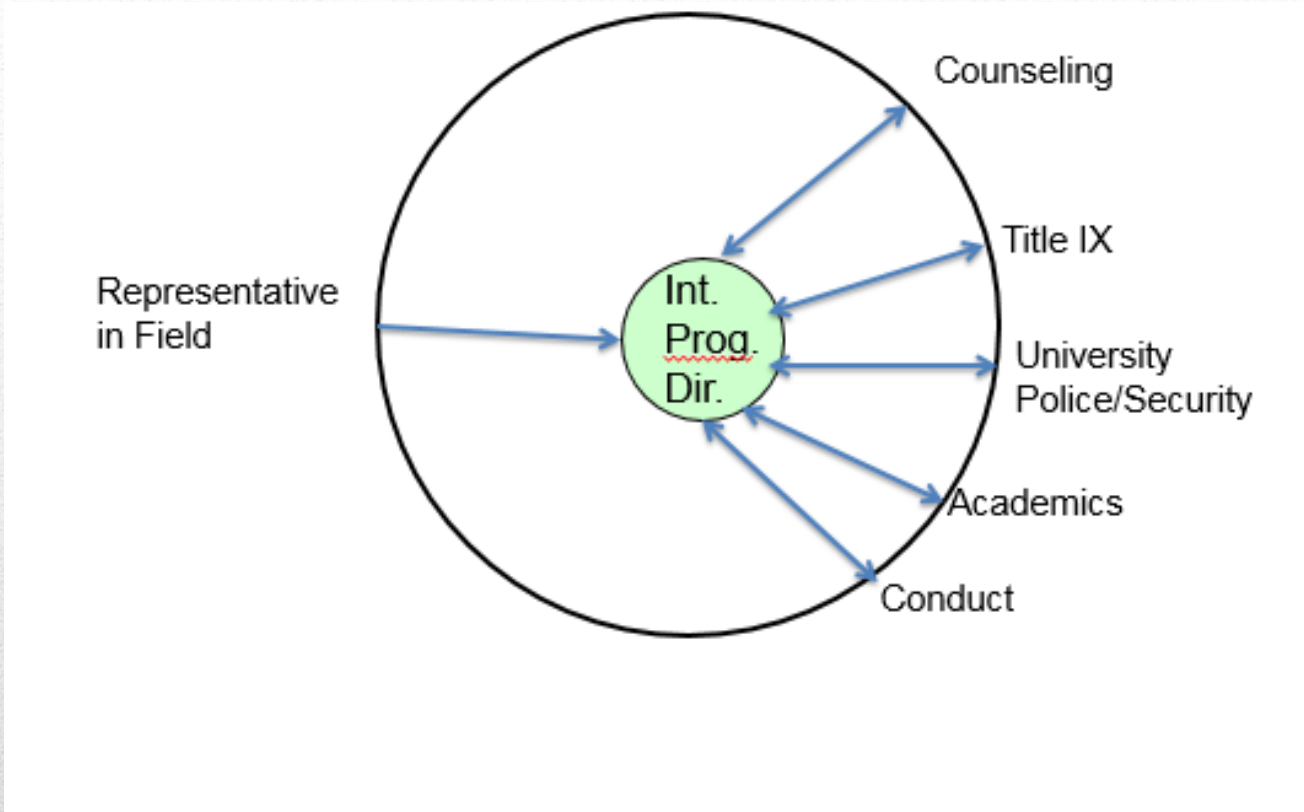 Counseling
Title IX
Representative
in Field
Int.
Prog.
Dir.
University
Police/Security
Academics
Conduct